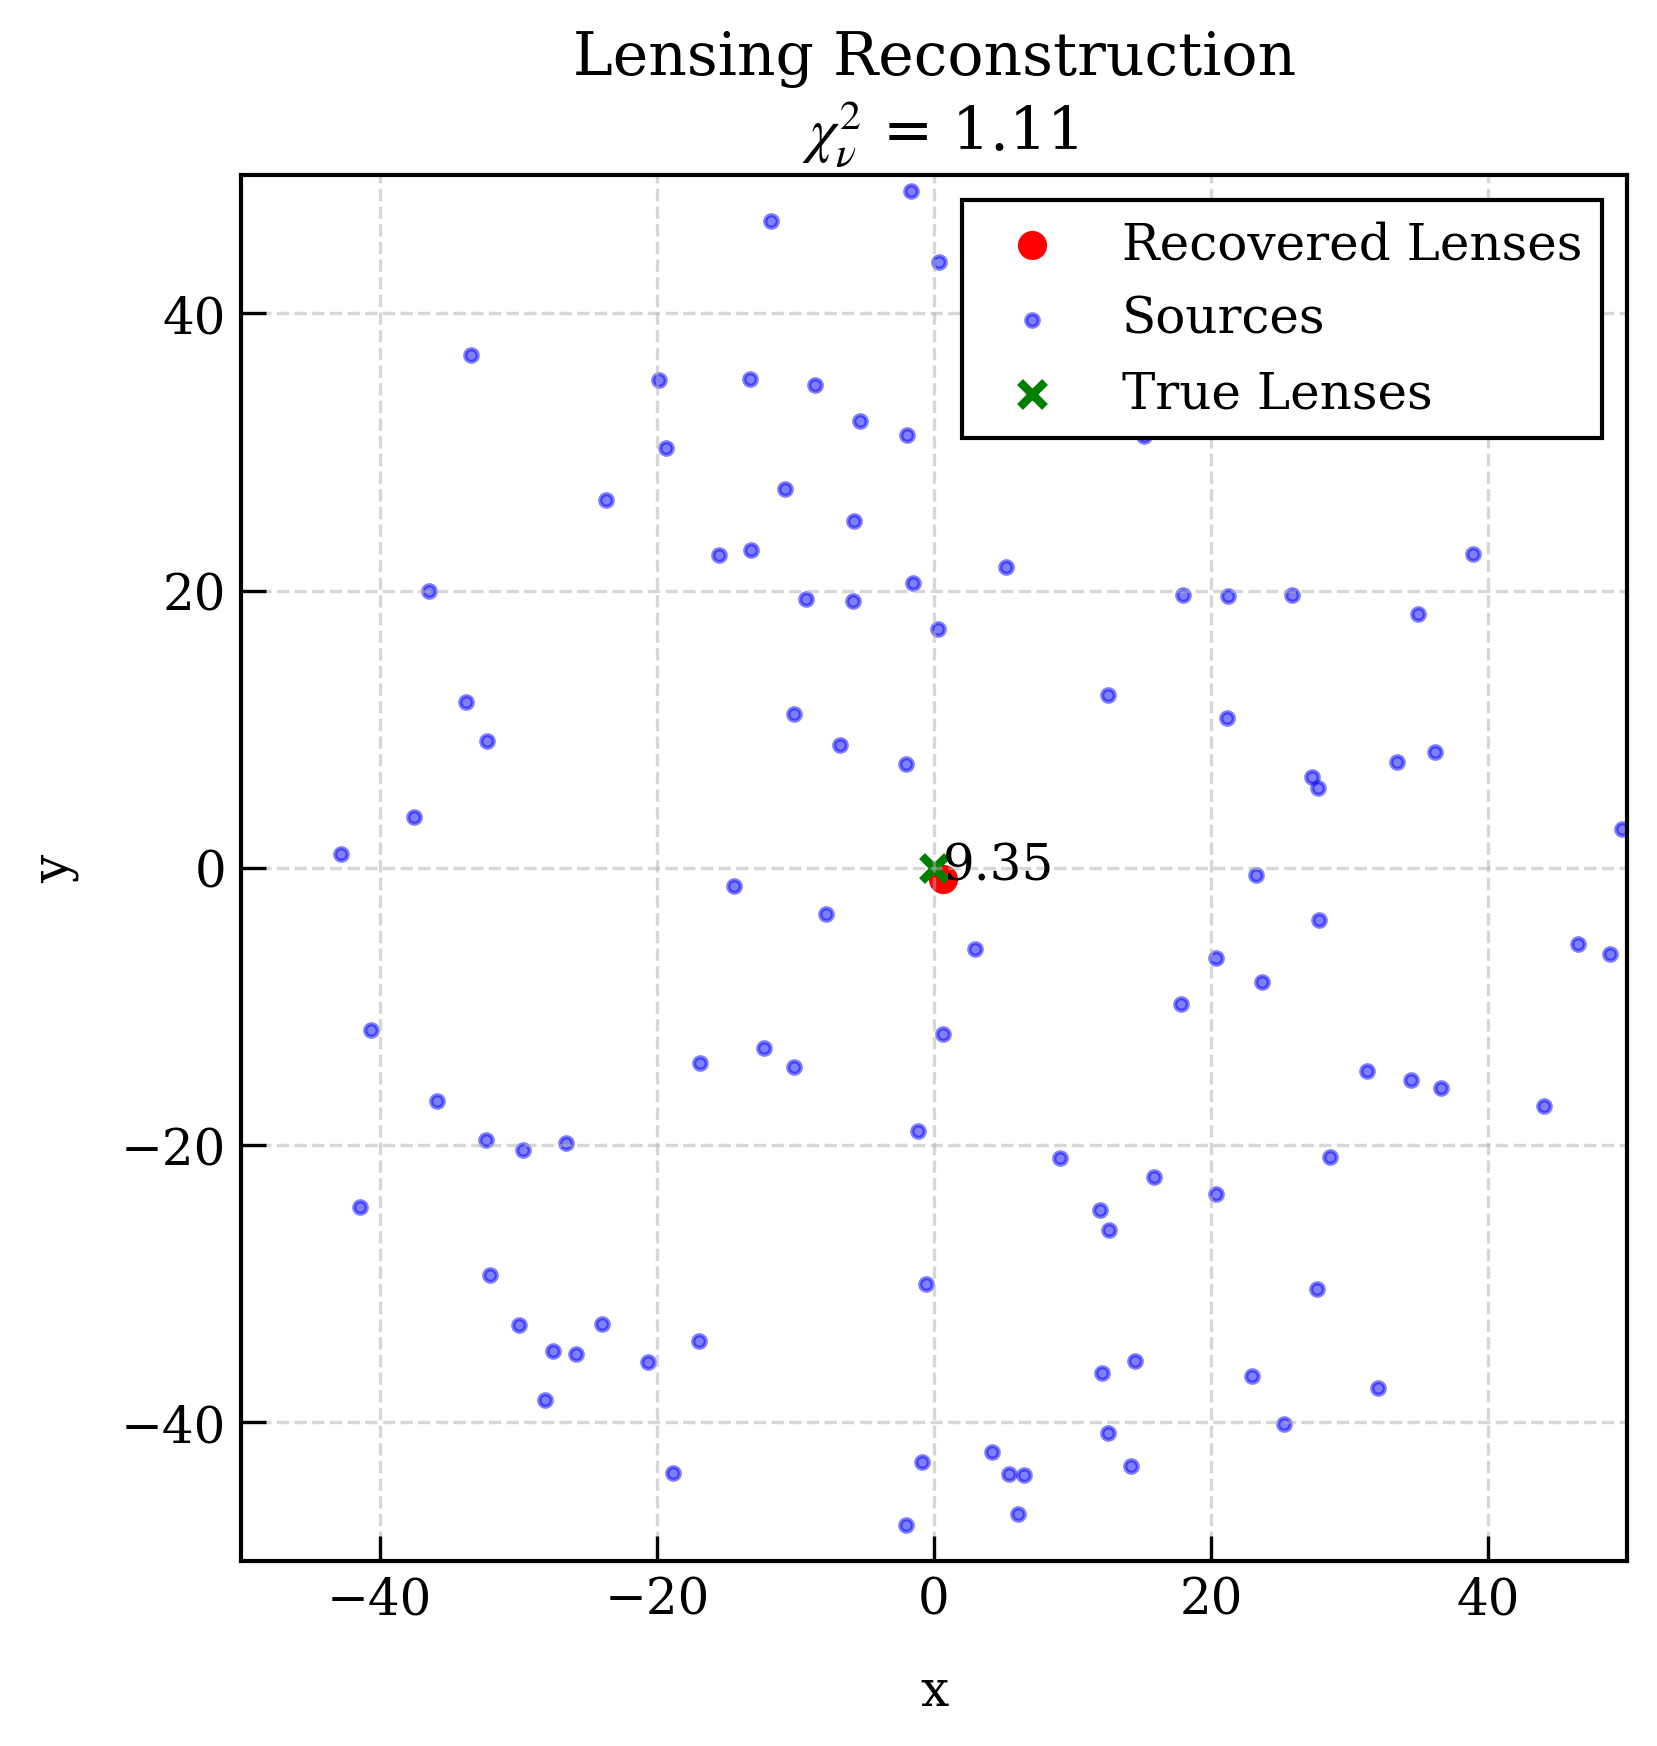 Lensing Reconstruction
χ²ᵥ = 1.11
Recovered Lenses
Sources
True Lenses
40
20
0
−20
−40
y
9.35
−40 −20 0 20 40
x